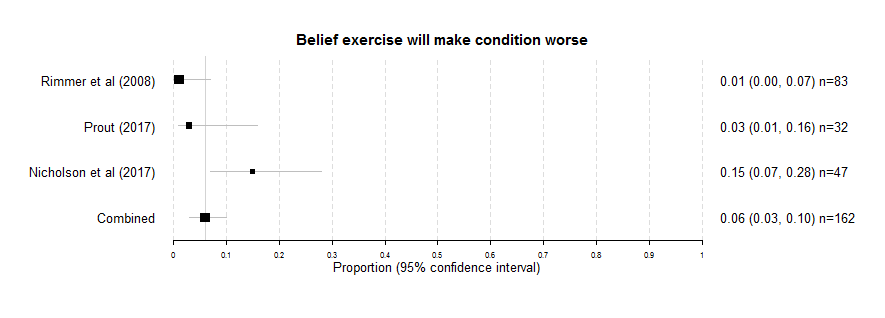 Belief exercise will make condition worse
Rimmer et al (2008) 0.01 (0.00, 0.07) n=83
Prout (2017) 0.03 (0.01, 0.16) n=32
Nicholson et al (2017) 0.15 (0.07, 0.28) n=47
Combined 0.06 (0.03, 0.10) n=162
0 0.1 0.2 0.3 0.4 0.5 0.6 0.7 0.8 0.9 1
Proportion (95% confidence interval)